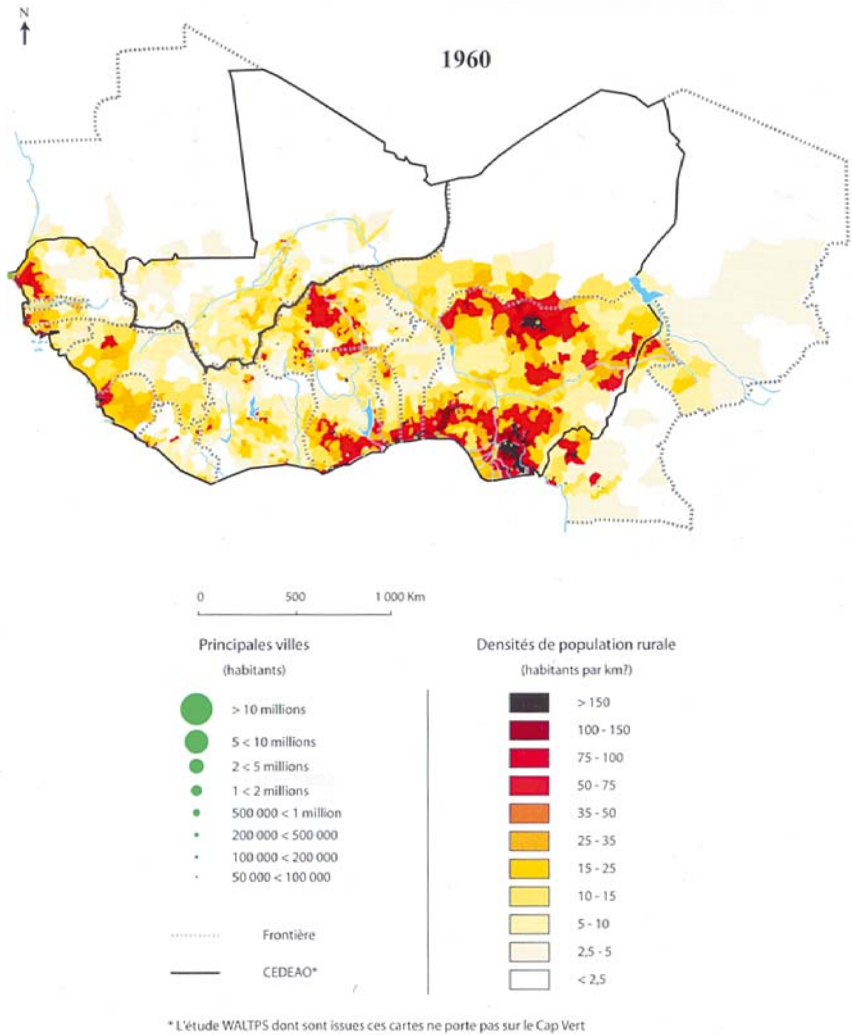 N
1960
0 500 1 000 Km
Principales villes
(habitants)
> 10 millions
5 < 10 millions
2 < 5 millions
1 < 2 millions
500 000 < 1 million
200 000 < 500 000
100 000 < 200 000
50 000 < 100 000
Frontière
CEDEAO*
Densités de population rurale
(habitants par km?)
> 150
100 - 150
75 - 100
50 - 75
35 - 50
25 - 35
15 - 25
10 - 15
5 - 10
2,5 - 5
< 2,5
* L'étude WALTPS dont sont issues ces cartes ne porte pas sur le Cap Vert